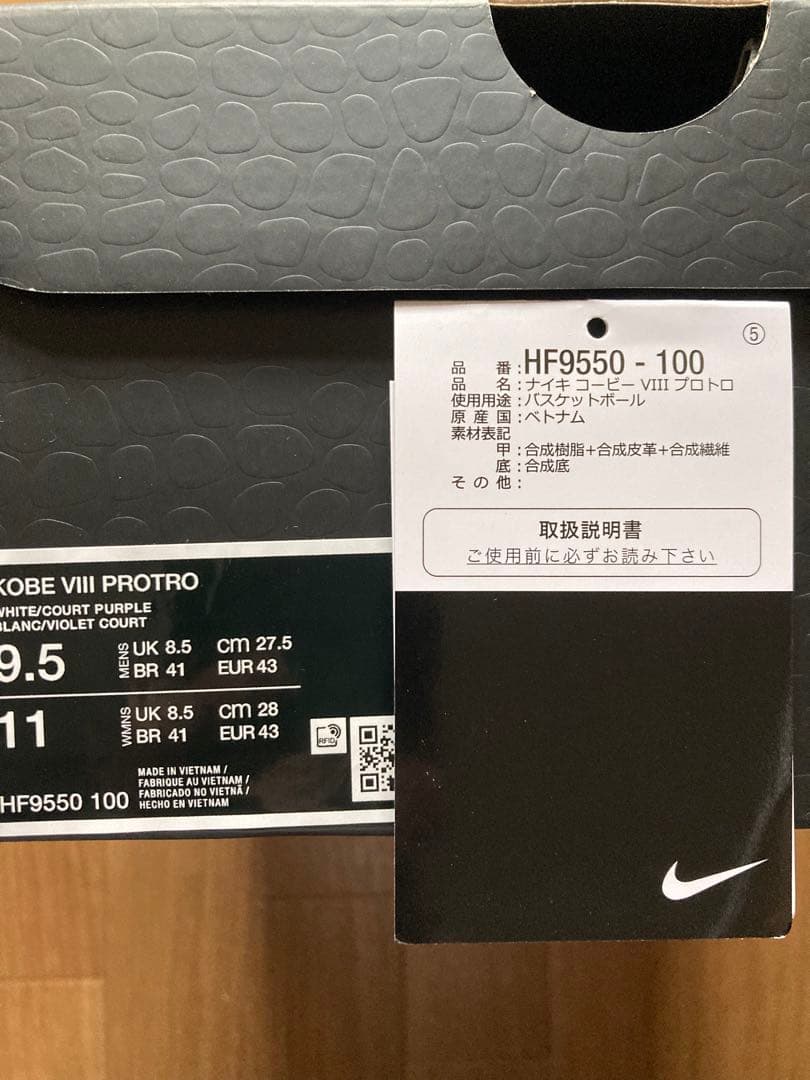 ⑤
品 番 : HF9550 - 100
品 名 : ナイキ コービー VIII プロトロ
使用用途 : バスケットボール
原 産 国 : ベトナム
素材表記
甲 : 合成樹脂+合成皮革+合成繊維
底 : 合成底
そ の 他 :
取扱説明書
ご使用前に必ずお読み下さい
KOBE VIII PROTRO
WHITE/COURT PURPLE
BLANC/VIOLET COURT
9.5 MENS UK 8.5 cm 27.5
BR 41 EUR 43
11 WMNS UK 8.5 cm 28
BR 41 EUR 43
RFID
MADE IN VIETNAM /
FABRIQUE AU VIETNAM /
FABRICADO NO VIETNÃ /
HF9550 100 HECHO EN VIETNAM